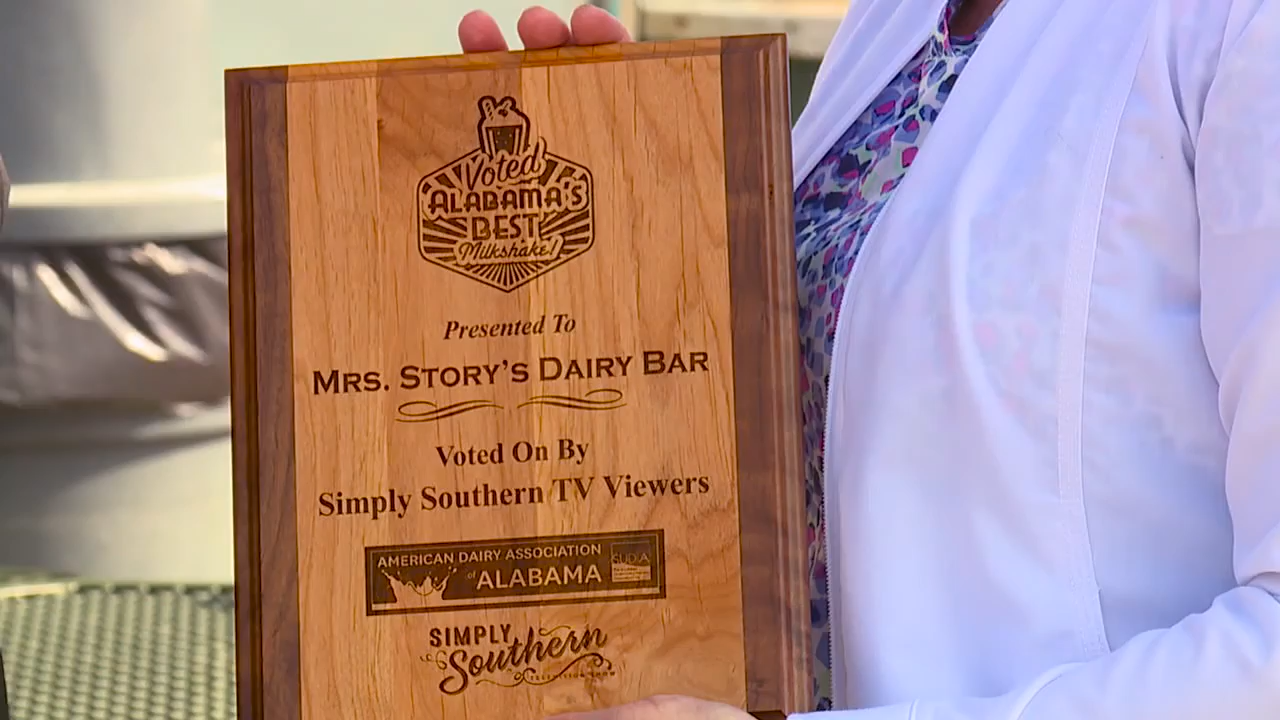 Voted
ALABAMA'S
BEST
Milkshake!
Presented To
MRS. STORY'S DAIRY BAR
Voted On By
Simply Southern TV Viewers
AMERICAN DAIRY ASSOCIATION
of ALABAMA
SUDIA
SIMPLY
Southern